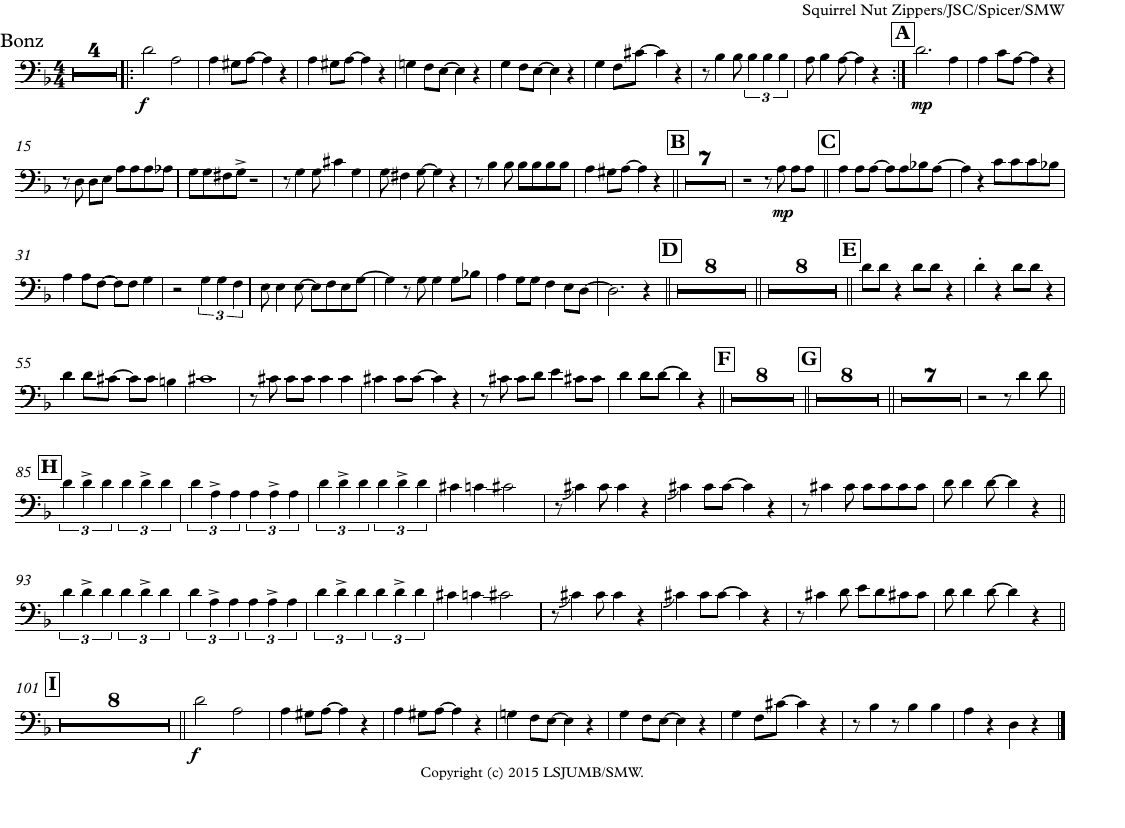 Squirrel Nut Zippers/JSC/Spicer/SMW
Bonz
4 A
4 4
f 3 mp
15 B 7 C
mp
31 D 8 8 E
3
55 F 8 G 8 7
85 H
3 3 3 3 3 3
93
3 3 3 3 3 3
101 I 8
f
Copyright (c) 2015 LSJUMB/SMW.